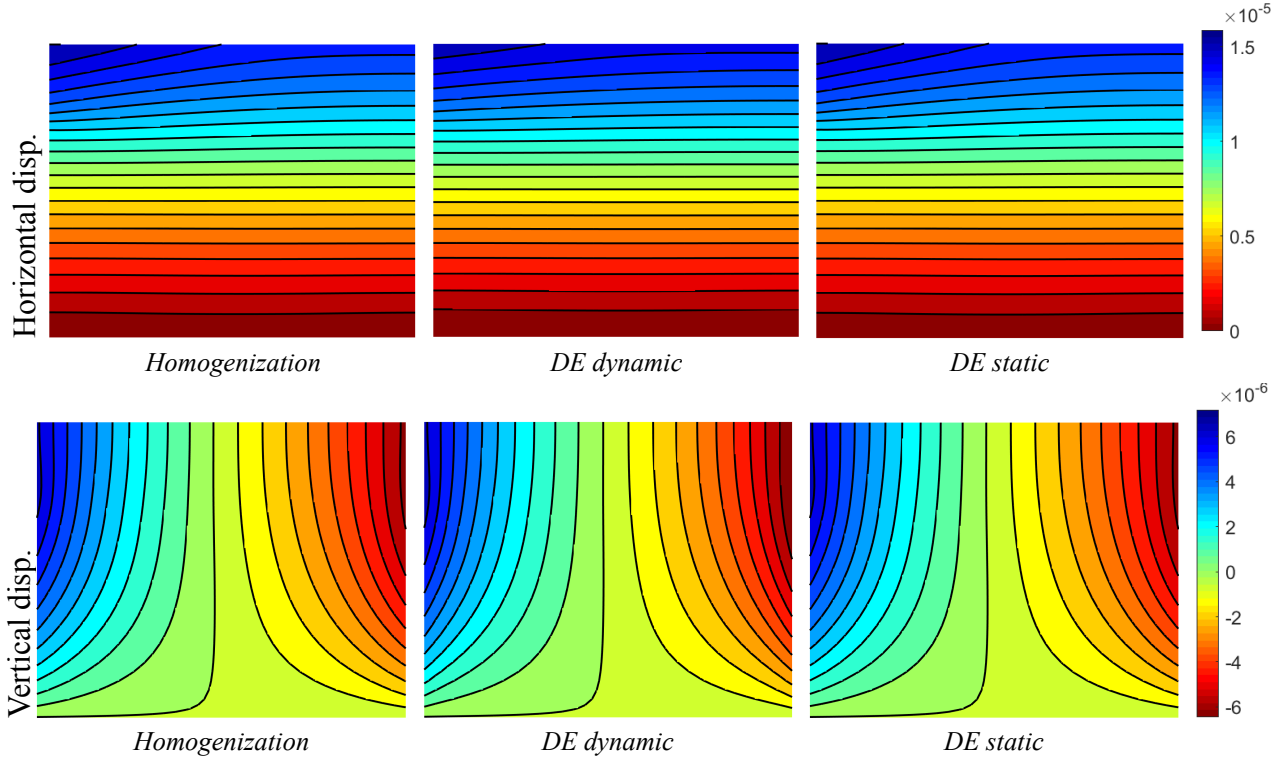 ×10⁻⁵
Horizontal disp.
1.5
1
0.5
0
Homogenization
DE dynamic
DE static
×10⁻⁶
Vertical disp.
6
4
2
0
-2
-4
-6
Homogenization
DE dynamic
DE static